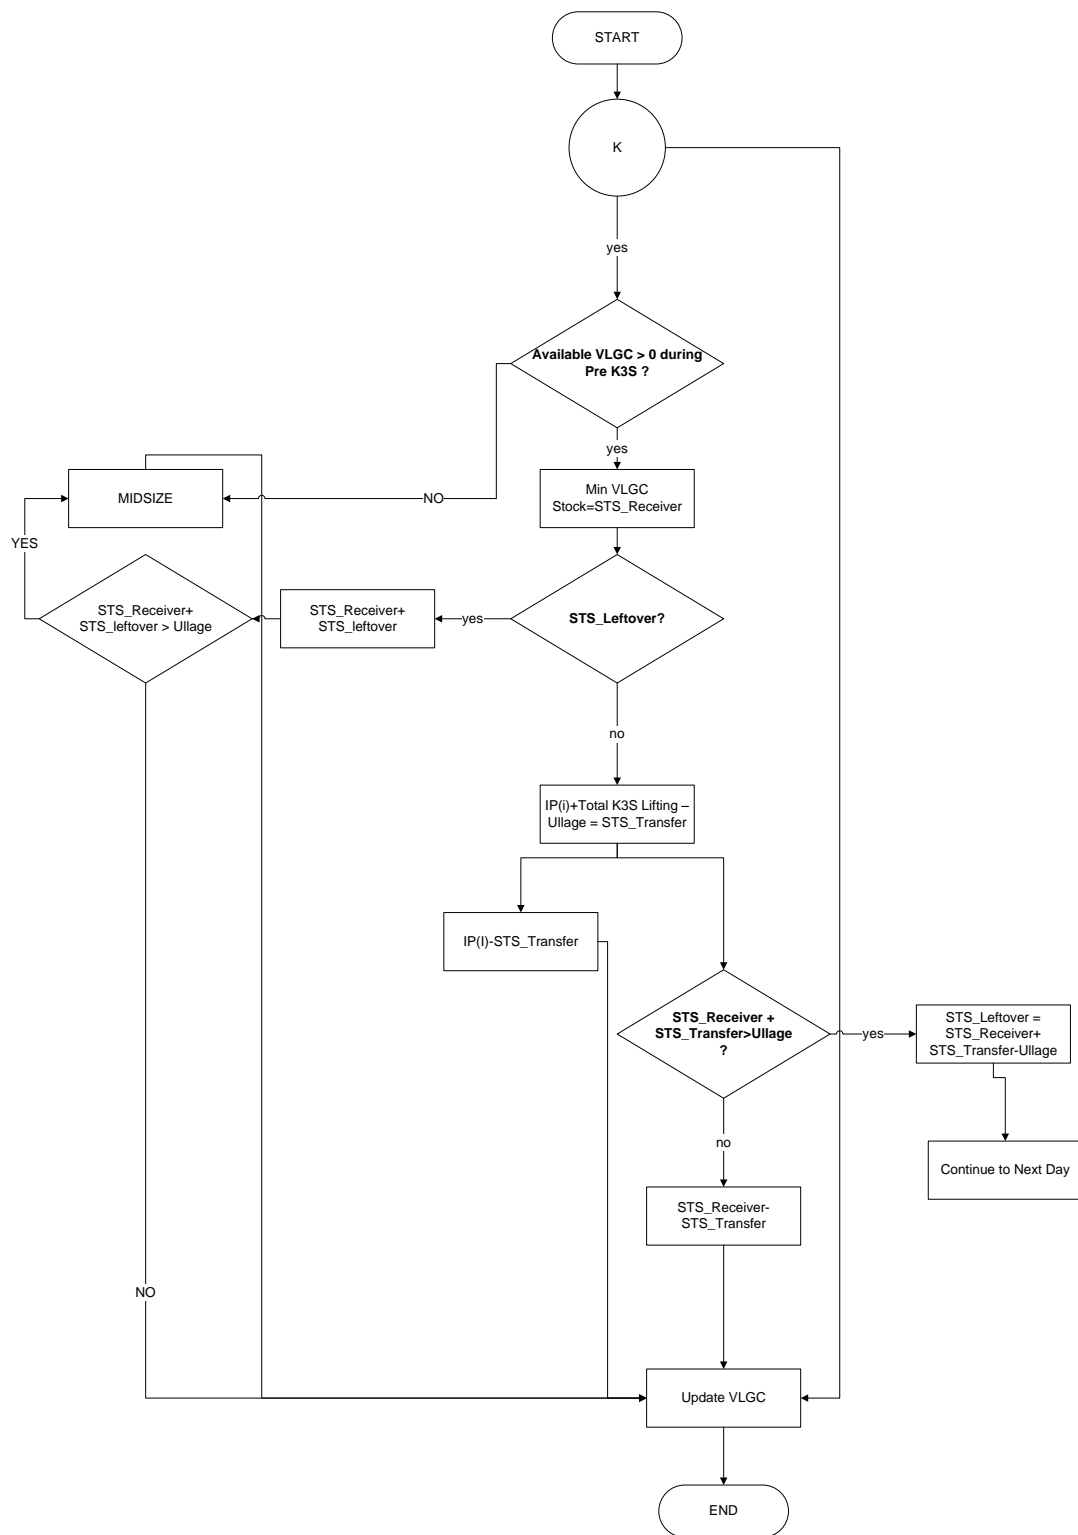 START
K
yes
Available VLGC > 0 during
Pre K3S ?
yes
Min VLGC
Stock=STS_Receiver
MIDSIZE
NO
YES
STS_Receiver+
STS_leftover > Ullage
STS_Receiver+
STS_leftover
yes
STS_Leftover?
no
IP(i)+Total K3S Lifting –
Ullage = STS_Transfer
IP(I)-STS_Transfer
STS_Receiver +
STS_Transfer>Ullage
?
yes
STS_Leftover =
STS_Receiver+
STS_Transfer-Ullage
no
Continue to Next Day
STS_Receiver-
STS_Transfer
NO
Update VLGC
END